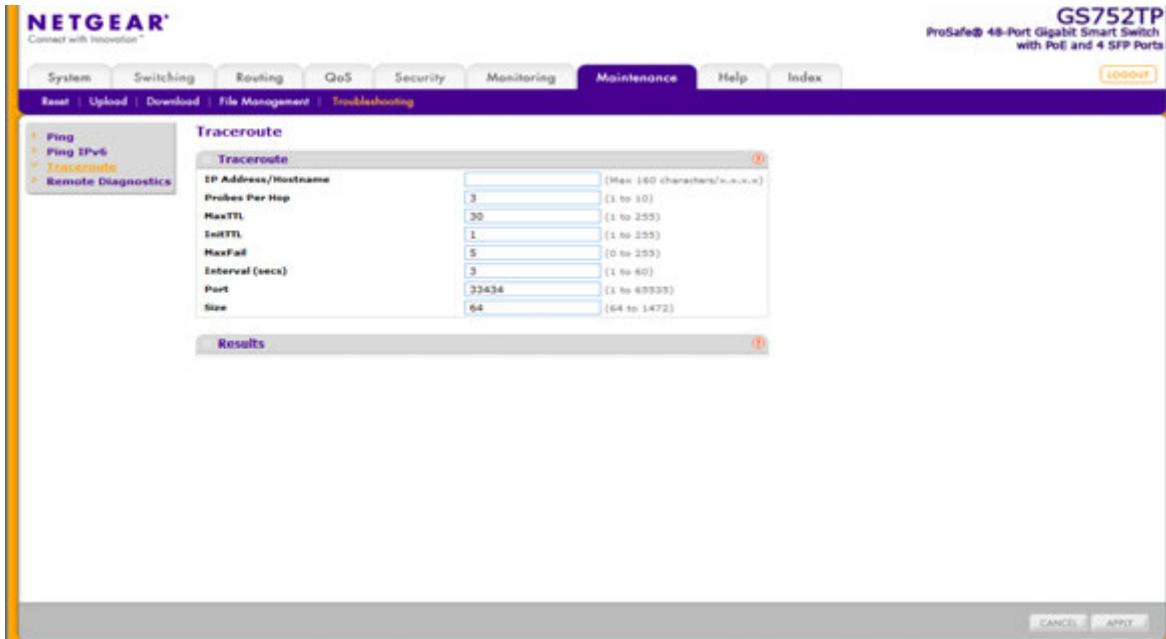 NETGEAR®
Connect with Innovation™
GS752TP
ProSafe® 48-Port Gigabit Smart Switch
with PoE and 4 SFP Ports
System Switching Routing QoS Security Monitoring Maintenance Help Index LOGOUT
Reset | Upload | Download | File Management | Troubleshooting
Ping
Ping IPv6
Traceroute
Remote Diagnostics
Traceroute
Traceroute
IP Address/Hostname (Max 160 characters/x.x.x.x)
Probes Per Hop 3 (1 to 10)
MaxTTL 30 (1 to 255)
InitTTL 1 (1 to 255)
MaxFail 5 (0 to 255)
Interval (secs) 3 (1 to 60)
Port 33434 (1 to 65535)
Size 64 (64 to 1472)
Results
CANCEL APPLY